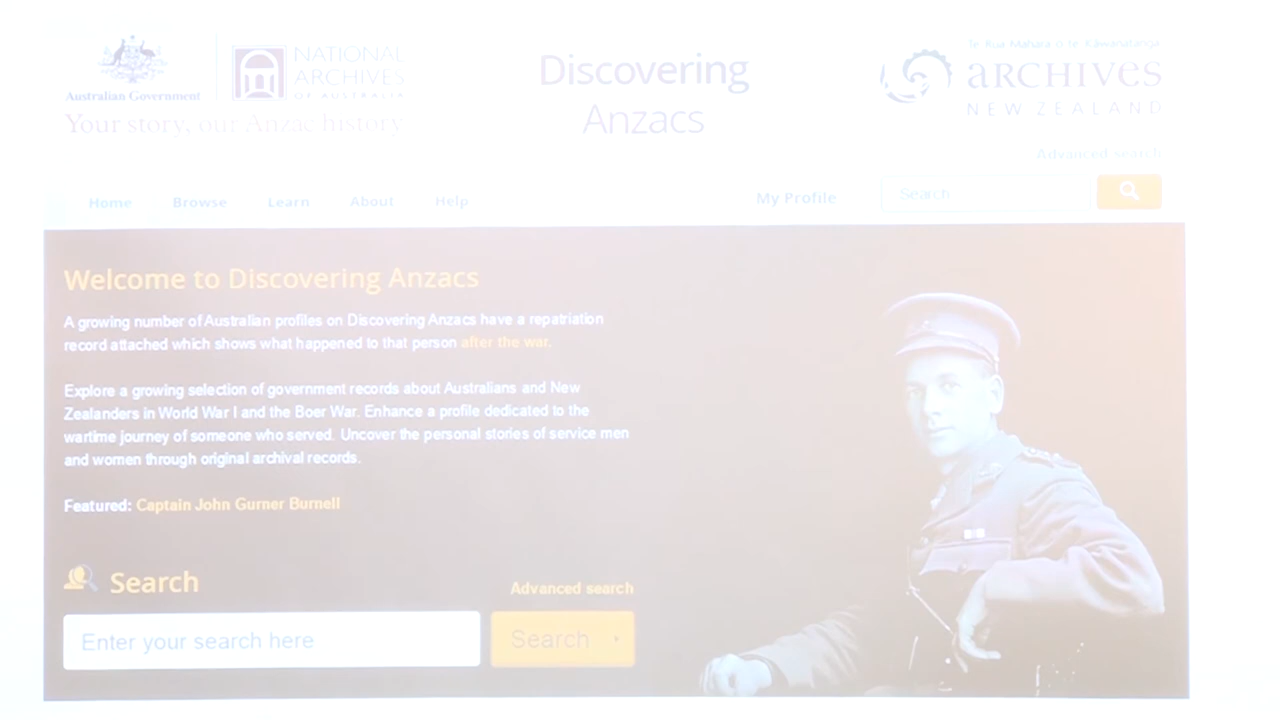 Australian Government
NATIONAL
ARCHIVES
OF AUSTRALIA
Your story, our Anzac history
Discovering
Anzacs
Te Rua Mahara o te Kāwanatanga
ARCHIVES
NEW ZEALAND
Advanced search
Home Browse Learn About Help My Profile Search
Welcome to Discovering Anzacs
A growing number of Australian profiles on Discovering Anzacs have a repatriation
record attached which shows what happened to that person after the war.
Explore a growing selection of government records about Australians and New
Zealanders in World War I and the Boer War. Enhance a profile dedicated to the
wartime journey of someone who served. Uncover the personal stories of service men
and women through original archival records.
Featured: Captain John Gurner Burnell
Search
Advanced search
Enter your search here
Search